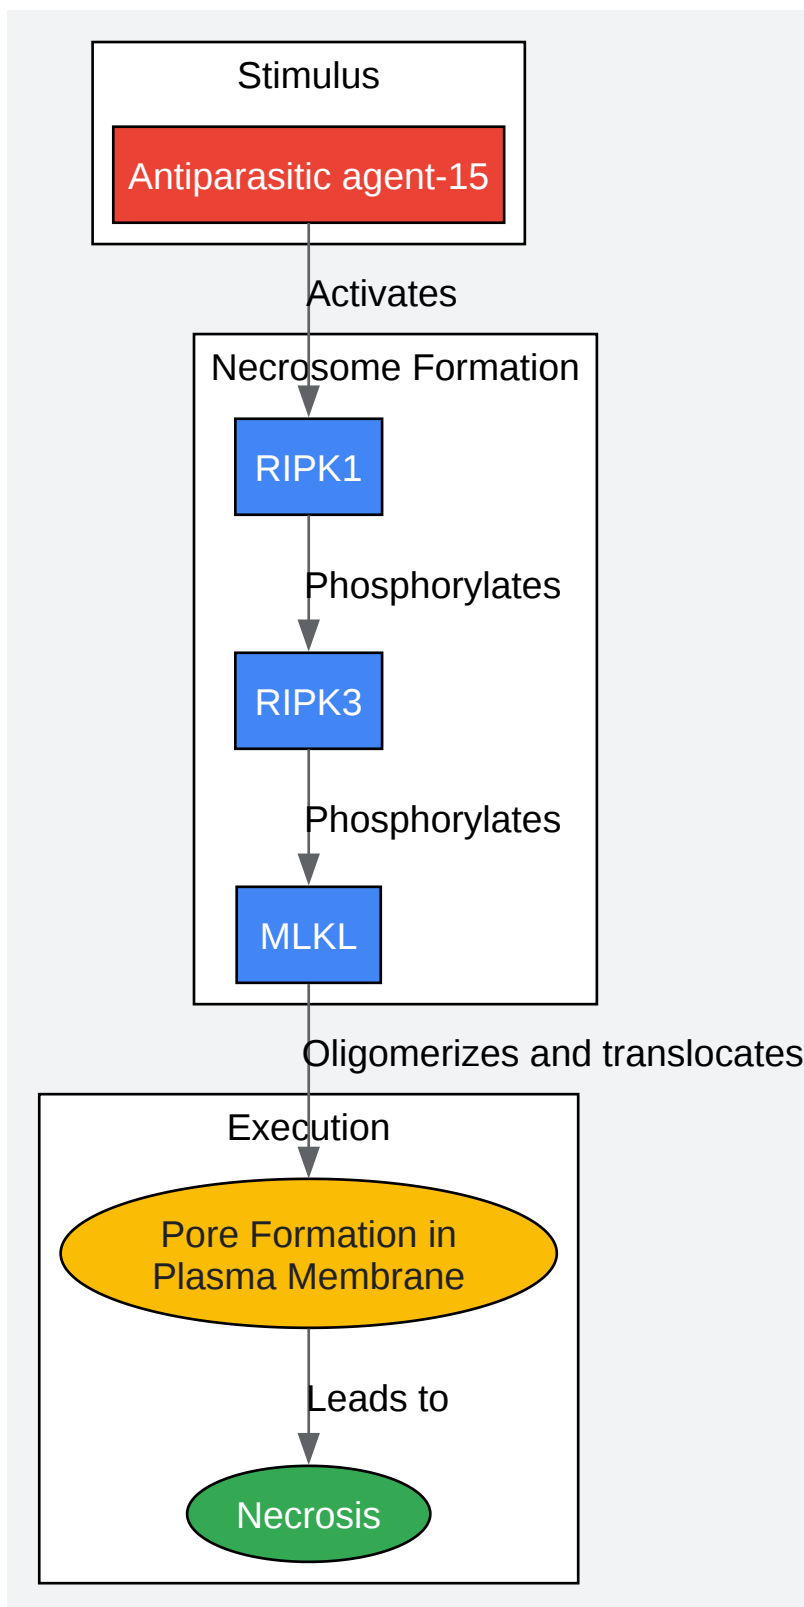 Stimulus
Antiparasitic agent-15
Activates
Necrosome Formation
RIPK1
Phosphorylates
RIPK3
Phosphorylates
MLKL
Oligomerizes and translocates
Execution
Pore Formation in
Plasma Membrane
Leads to
Necrosis